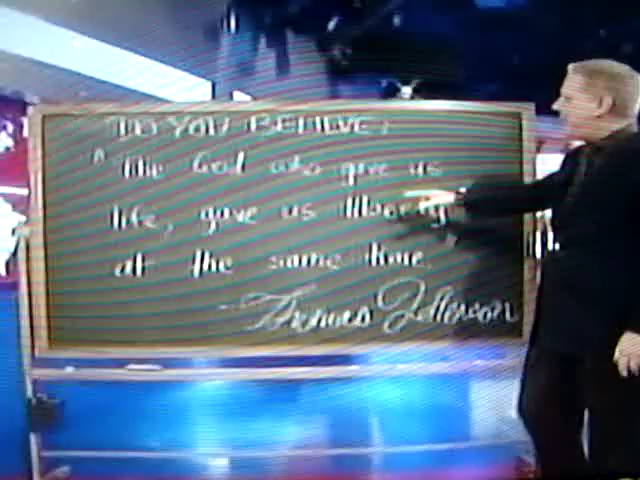 DO YOU BELIEVE:
"The God who gave us
life, gave us liberty
at the same time.
-Thomas Jefferson